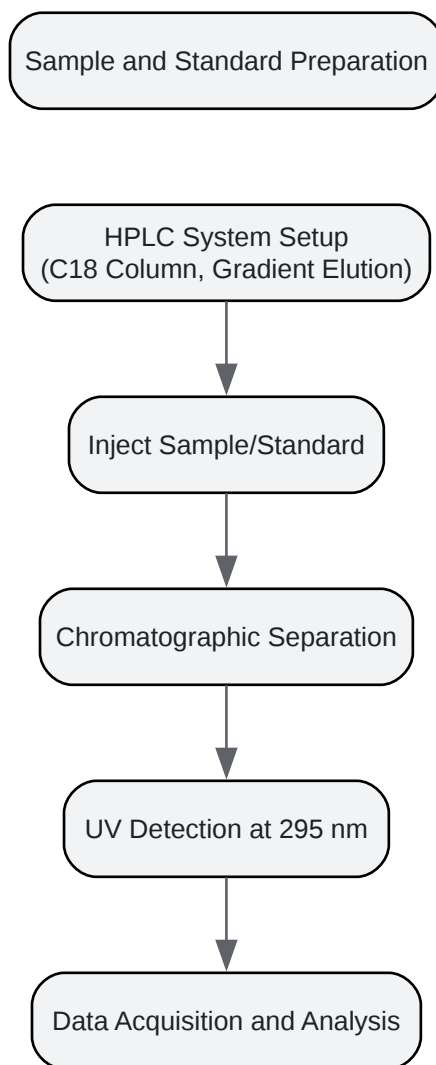 Sample and Standard Preparation
HPLC System Setup
(C18 Column, Gradient Elution)
Inject Sample/Standard
Chromatographic Separation
UV Detection at 295 nm
Data Acquisition and Analysis